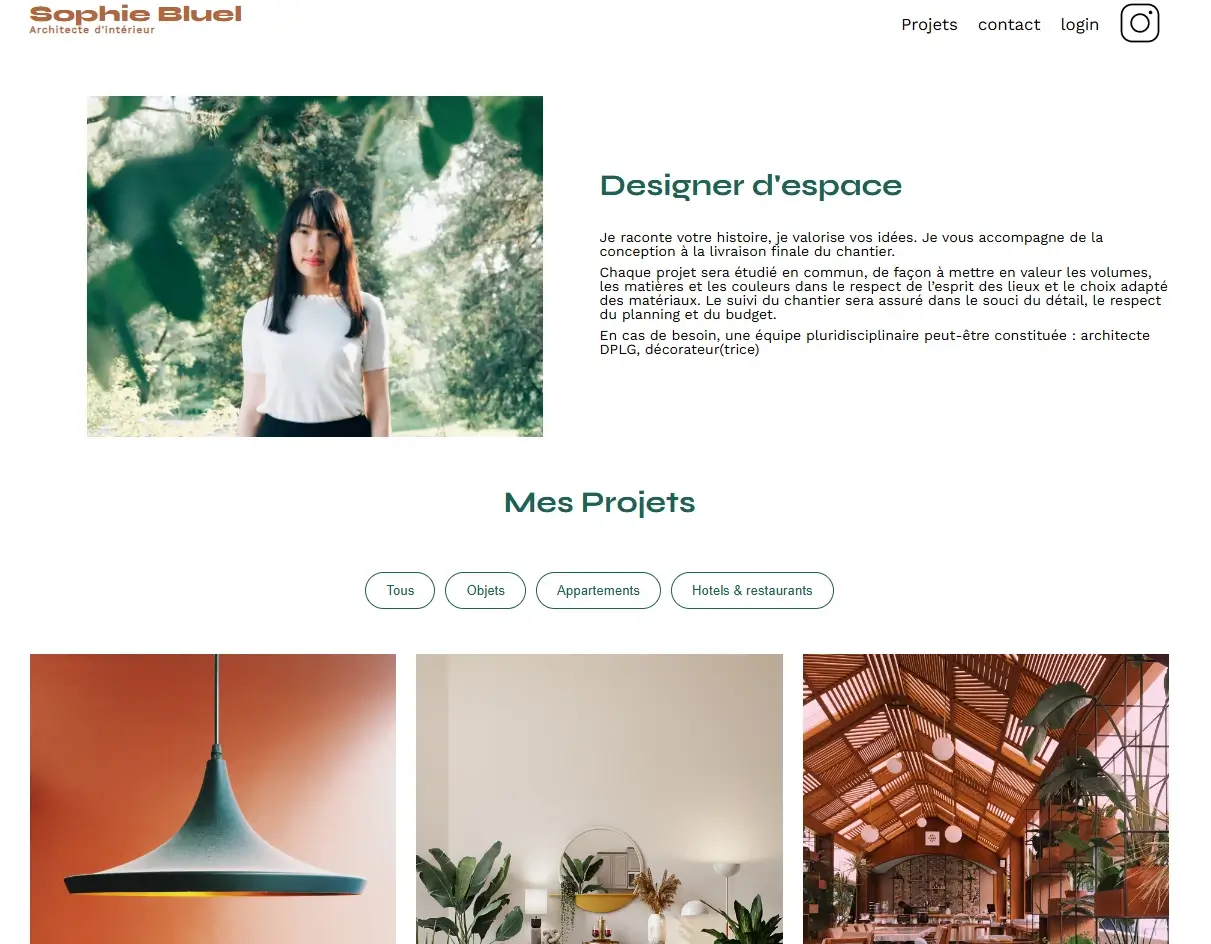 Sophie Bluel
Architecte d'intérieur
Projets contact login
Designer d'espace
Je raconte votre histoire, je valorise vos idées. Je vous accompagne de la
conception à la livraison finale du chantier.
Chaque projet sera étudié en commun, de façon à mettre en valeur les volumes,
les matières et les couleurs dans le respect de l’esprit des lieux et le choix adapté
des matériaux. Le suivi du chantier sera assuré dans le souci du détail, le respect
du planning et du budget.
En cas de besoin, une équipe pluridisciplinaire peut-être constituée : architecte
DPLG, décorateur(trice)
Mes Projets
Tous Objets Appartements Hotels & restaurants